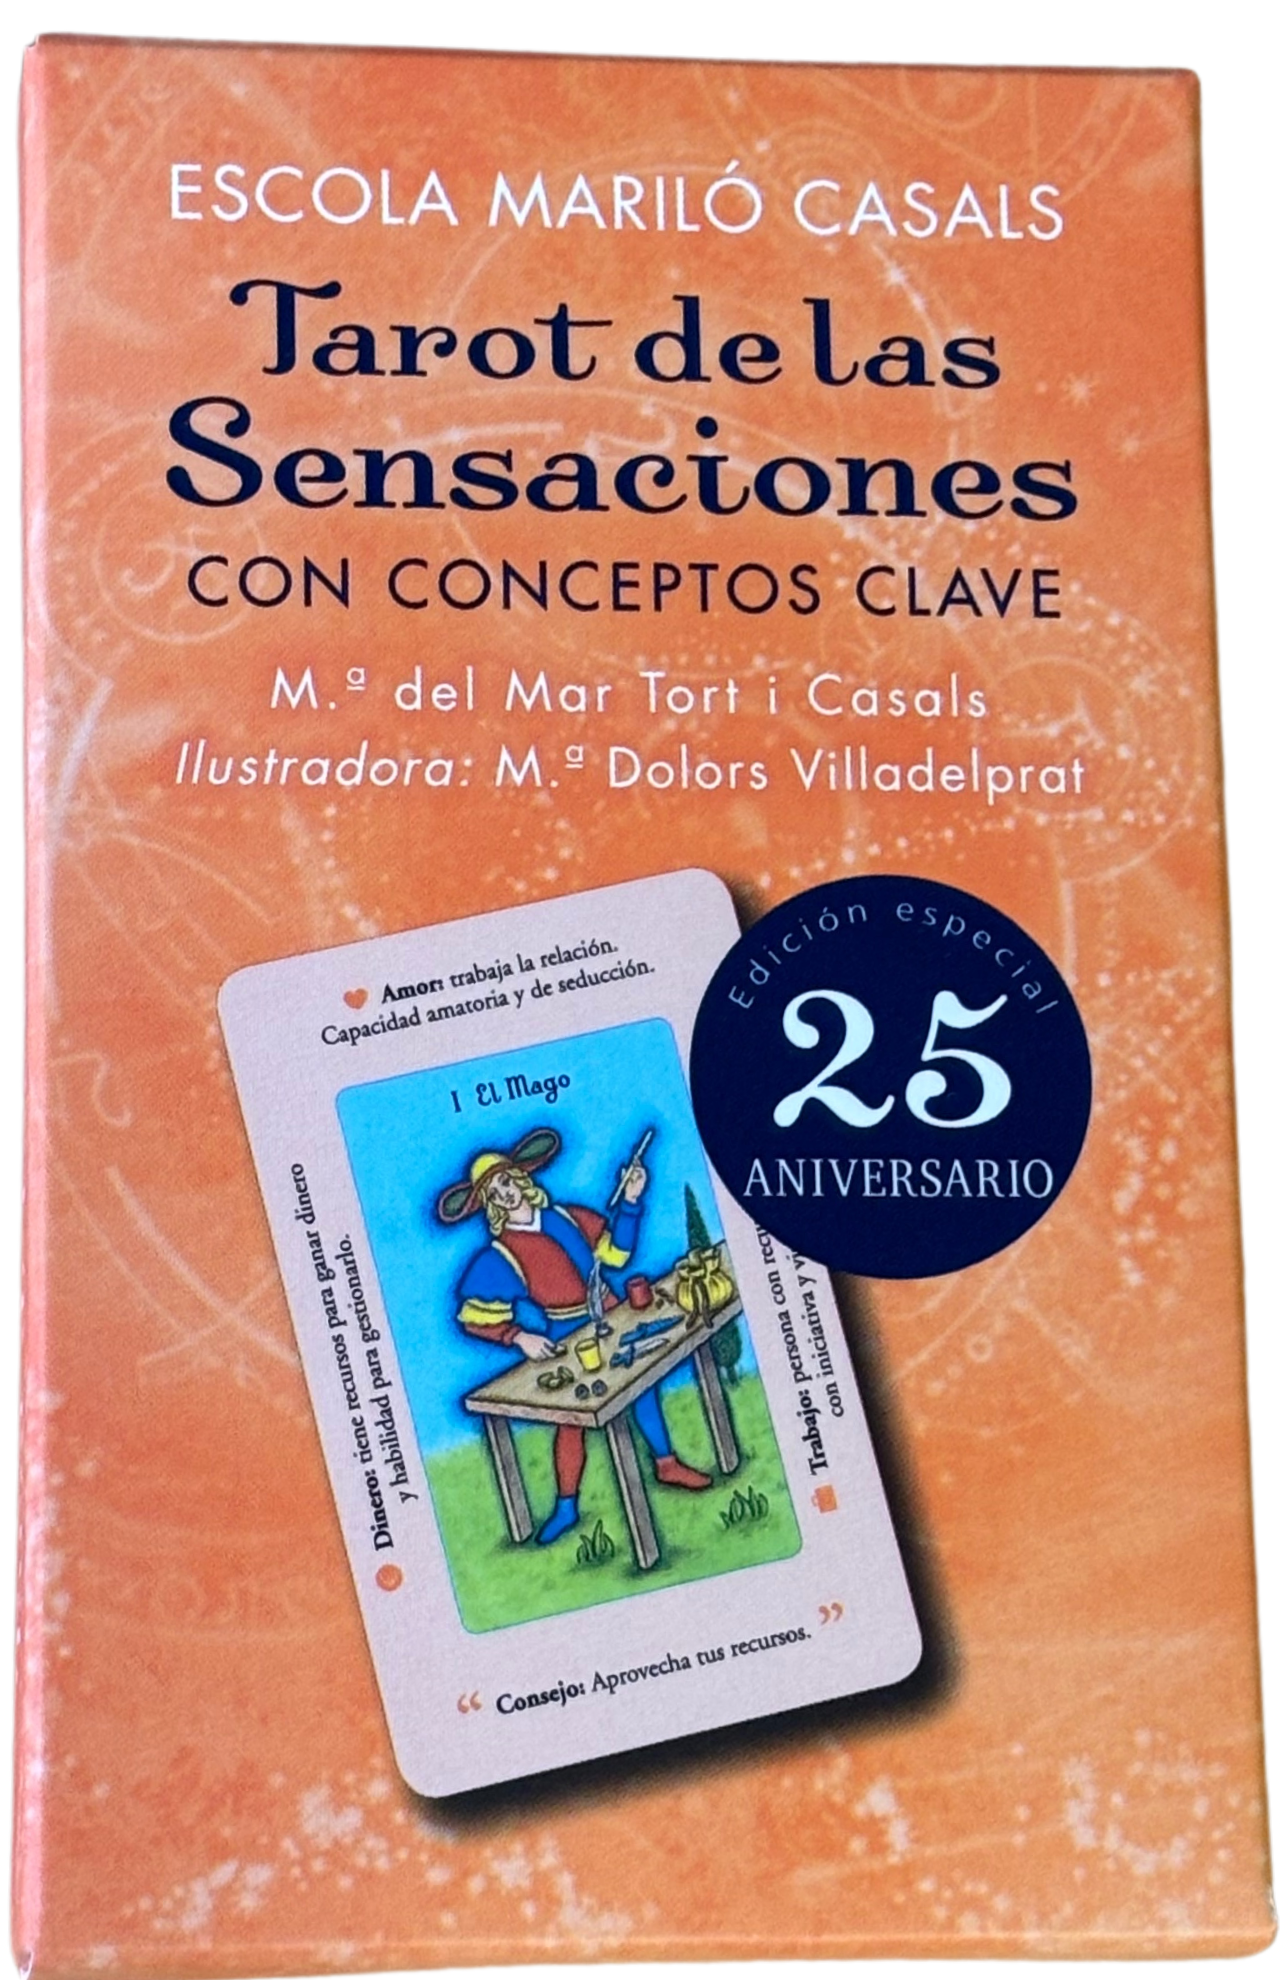 ESCOLA MARILÓ CASALS
Tarot de las
Sensaciones
CON CONCEPTOS CLAVE
M.ª del Mar Tort i Casals
Ilustradora: M.ª Dolors Villadelprat
Edición especial
25
ANIVERSARIO
Amor: trabaja la relación.
Capacidad amatoria y de seducción.
I El Mago
Dinero: tiene recursos para ganar dinero
y habilidad para gestionarlo.
Trabajo: persona con
con iniciativa y
“ Consejo: Aprovecha tus recursos. ”